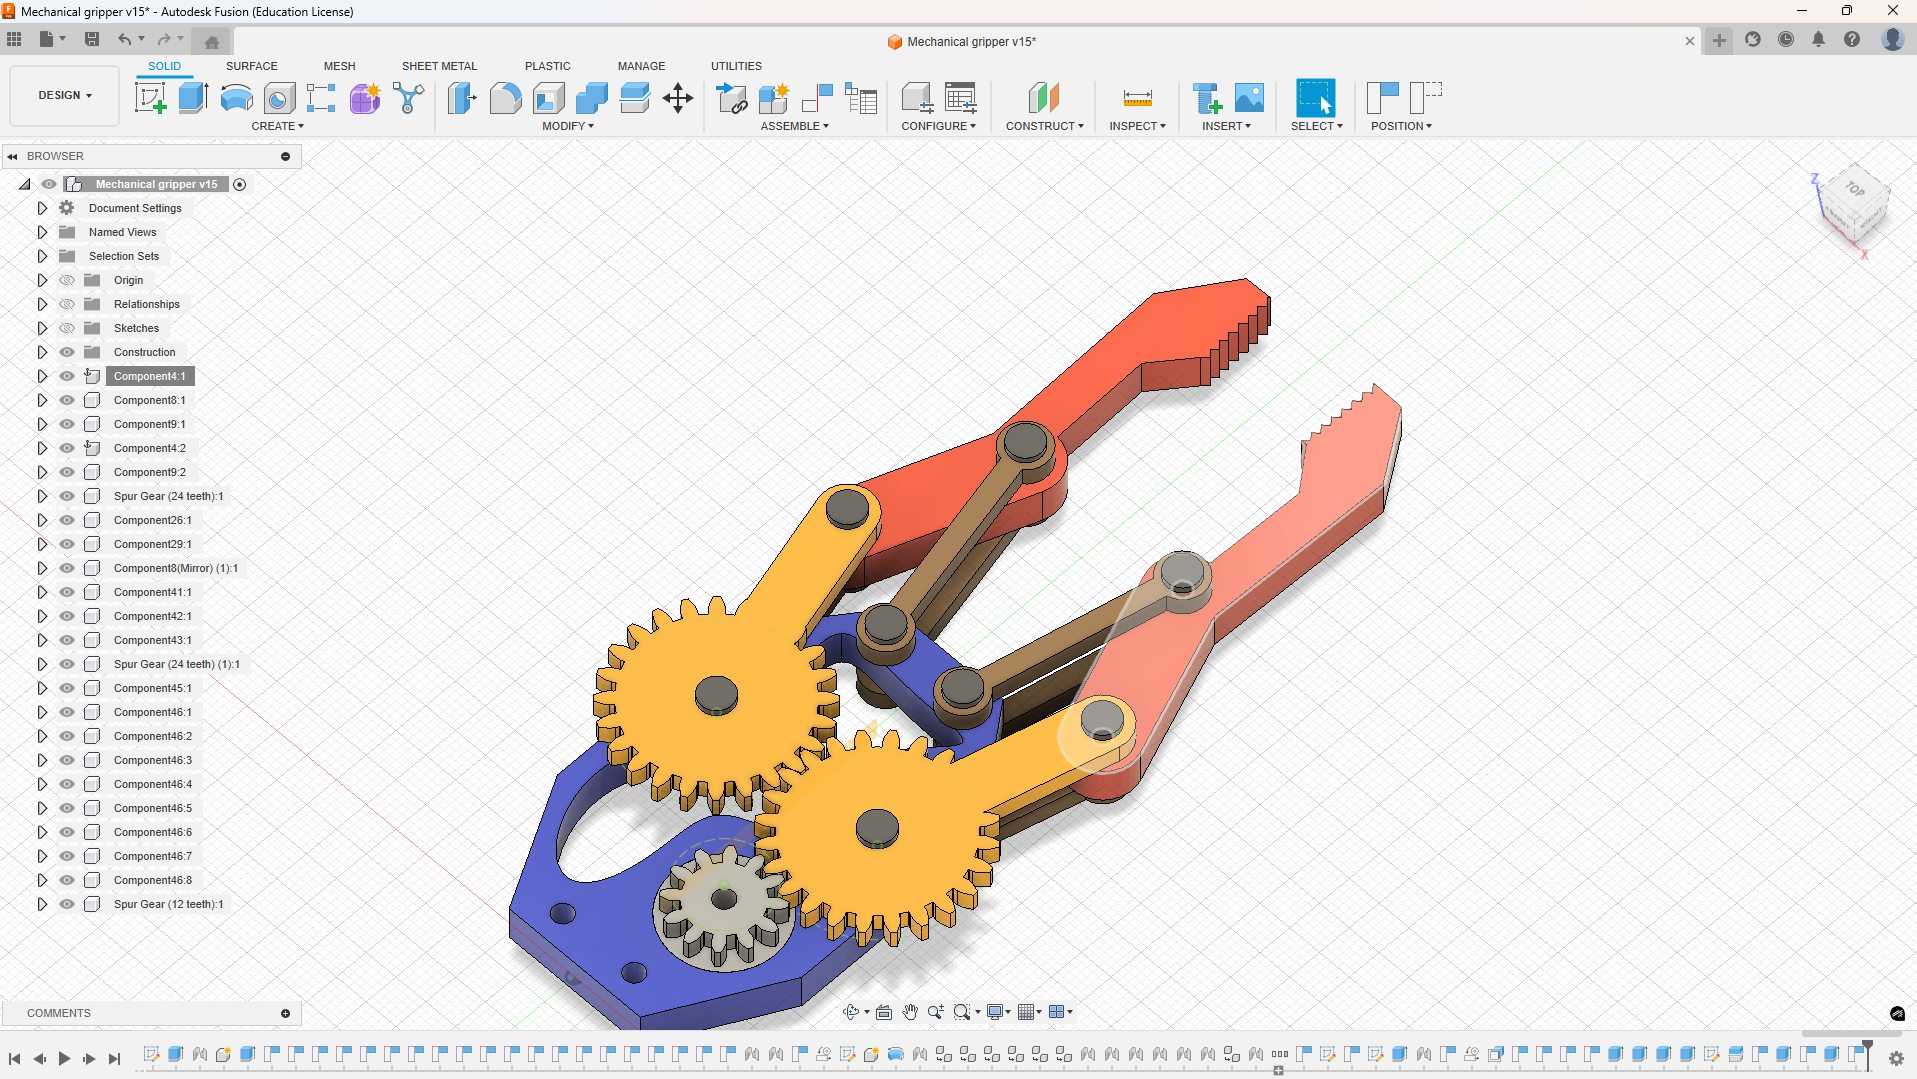 Mechanical gripper v15* - Autodesk Fusion (Education License)
Mechanical gripper v15*
DESIGN
SOLID SURFACE MESH SHEET METAL PLASTIC MANAGE UTILITIES
CREATE MODIFY ASSEMBLE CONFIGURE CONSTRUCT INSPECT INSERT SELECT POSITION
BROWSER
Mechanical gripper v15
Document Settings
Named Views
Selection Sets
Origin
Relationships
Sketches
Construction
Component4:1
Component8:1
Component9:1
Component4:2
Component9:2
Spur Gear (24 teeth):1
Component26:1
Component29:1
Component8(Mirror) (1):1
Component41:1
Component42:1
Component43:1
Spur Gear (24 teeth) (1):1
Component45:1
Component46:1
Component46:2
Component46:3
Component46:4
Component46:5
Component46:6
Component46:7
Component46:8
Spur Gear (12 teeth):1
Z
TOP
X
COMMENTS